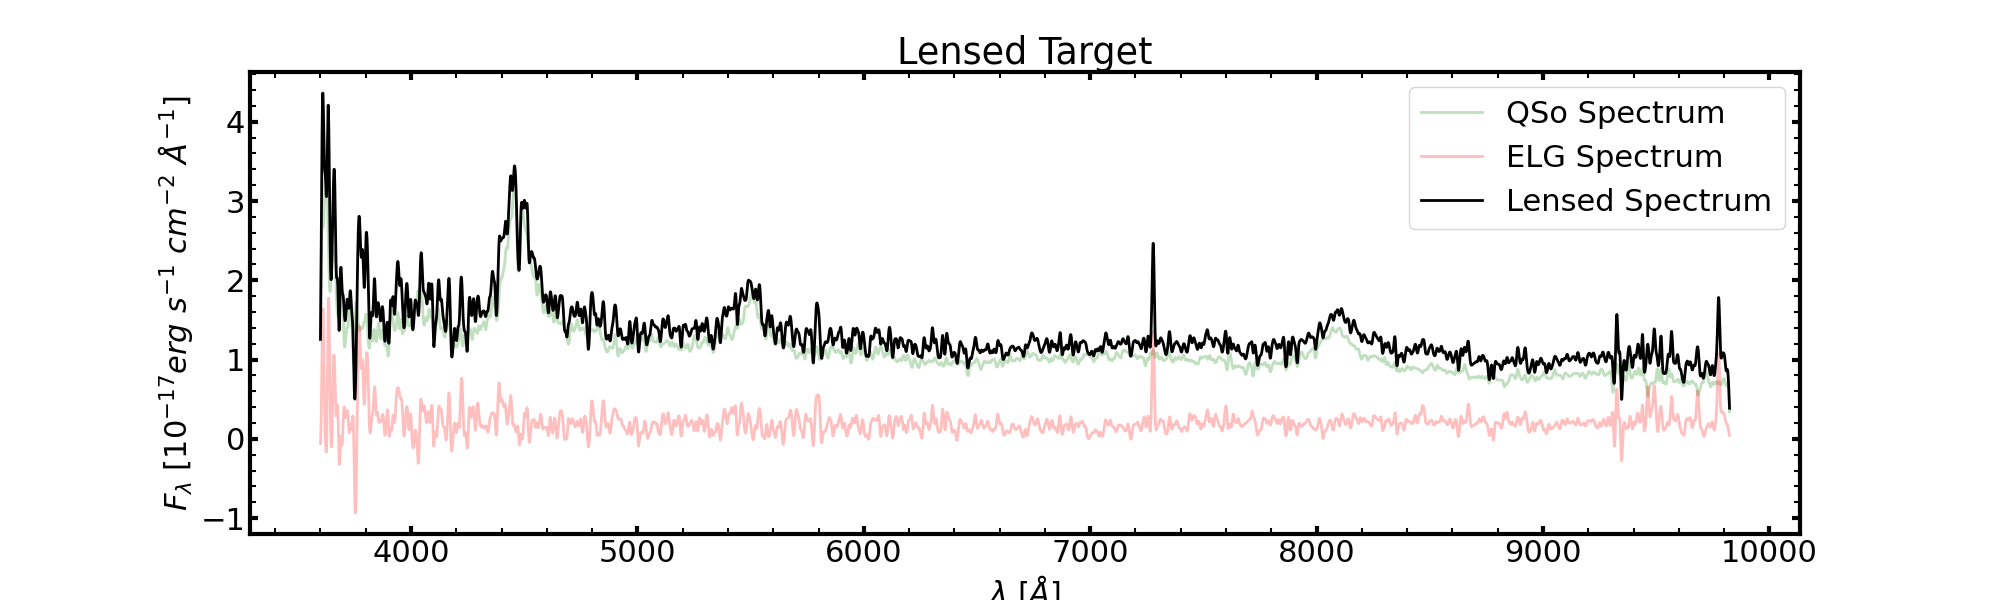 Lensed Target
F_λ [10^−17 erg s^−1 cm^−2 Å^−1]
4
3
2
1
0
−1
QSo Spectrum
ELG Spectrum
Lensed Spectrum
4000 5000 6000 7000 8000 9000 10000
λ [Å]